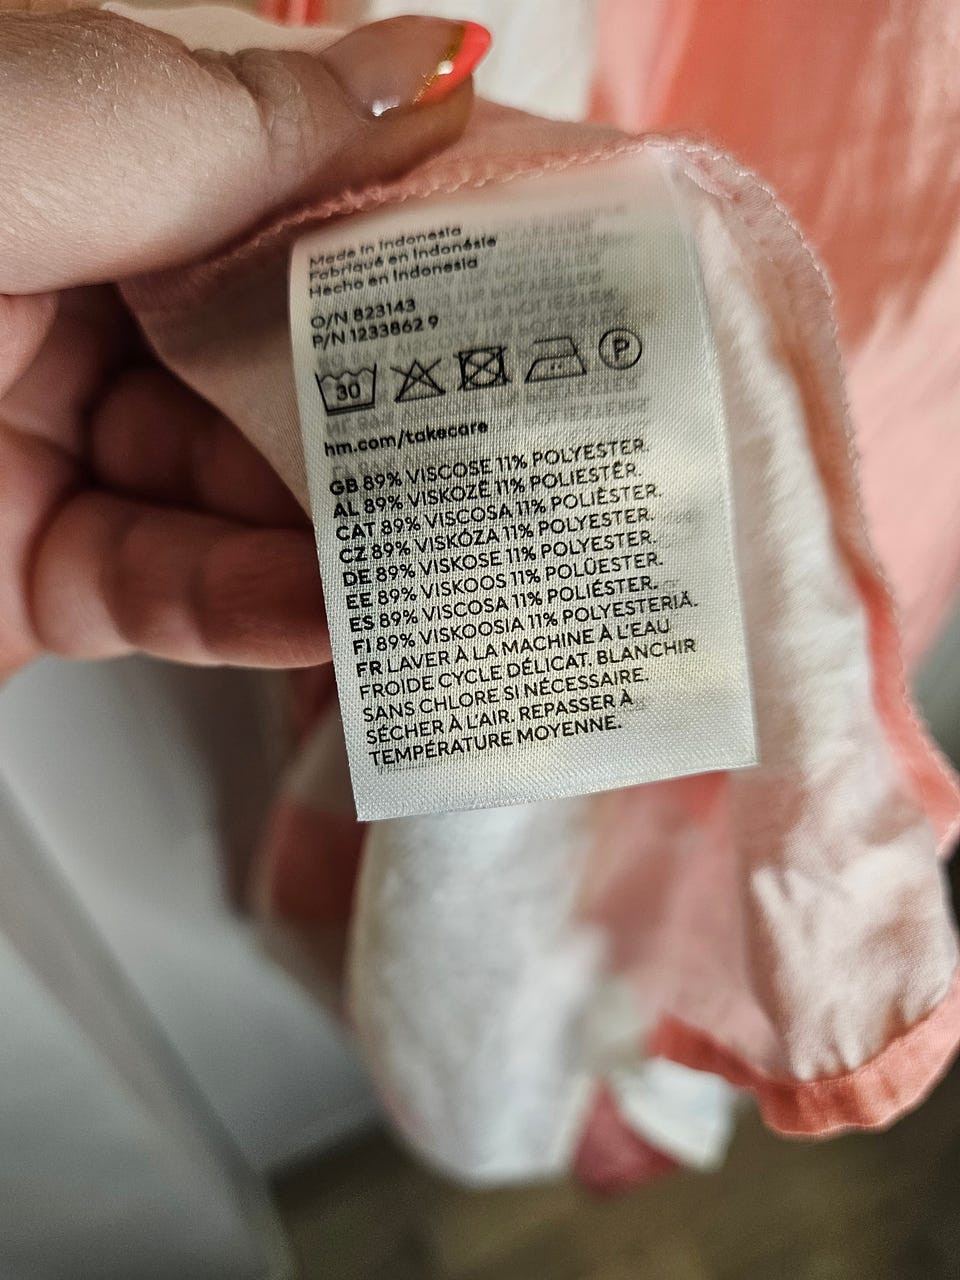 Made in Indonesia
Fabriqué en Indonésie
Hecho en Indonesia
O/N 823143
P/N 1233862 9
30 P
hm.com/takecare
GB 89% VISCOSE 11% POLYESTER.
AL 89% VISKOZË 11% POLIESTËR.
CAT 89% VISCOSA 11% POLIÈSTER.
CZ 89% VISKÓZA 11% POLYESTER.
DE 89% VISKOSE 11% POLYESTER.
EE 89% VISKOOS 11% POLÜESTER.
ES 89% VISCOSA 11% POLIÉSTER.
FI 89% VISKOOSIA 11% POLYESTERIÄ.
FR LAVER À LA MACHINE À L'EAU
FROIDE CYCLE DÉLICAT. BLANCHIR
SANS CHLORE SI NÉCESSAIRE.
SÉCHER À L'AIR. REPASSER À
TEMPÉRATURE MOYENNE.